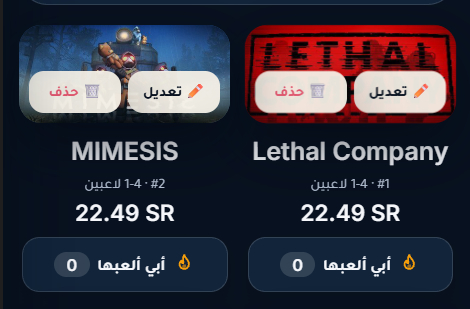 LETHAL
✏️ تعديل
🗑️ حذف
Lethal Company
#1 · 1-4 لاعبين
22.49 SR
🔥 أبي ألعبها 0
MIMESIS
✏️ تعديل
🗑️ حذف
MIMESIS
#2 · 1-4 لاعبين
22.49 SR
🔥 أبي ألعبها 0